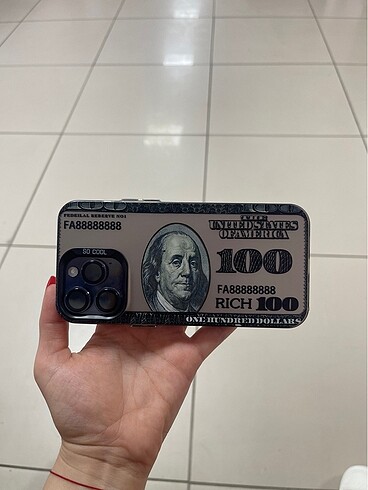 FEDERAL RESERVE NOTE
FA88888888
SO COOL
THE
UNITED STATES
OF AMERICA
100
FA88888888
RICH 100
ONE HUNDRED DOLLARS